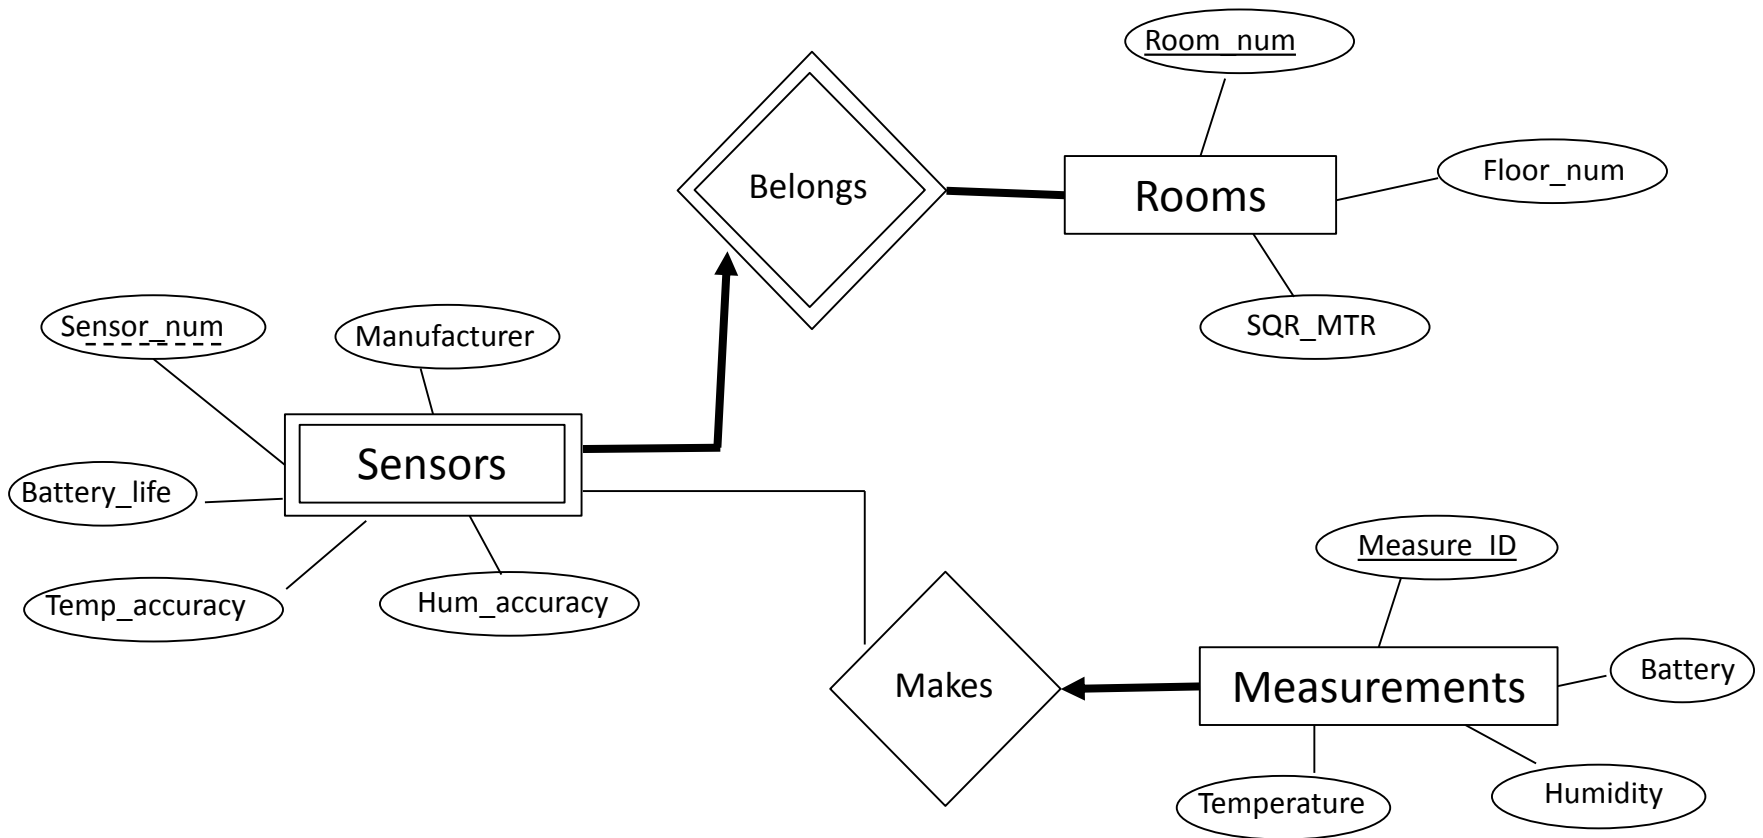 Room_num
Belongs
Rooms
Floor_num
SQR_MTR
Sensor_num
Manufacturer
Sensors
Battery_life
Temp_accuracy
Hum_accuracy
Makes
Measure_ID
Measurements
Battery
Temperature
Humidity